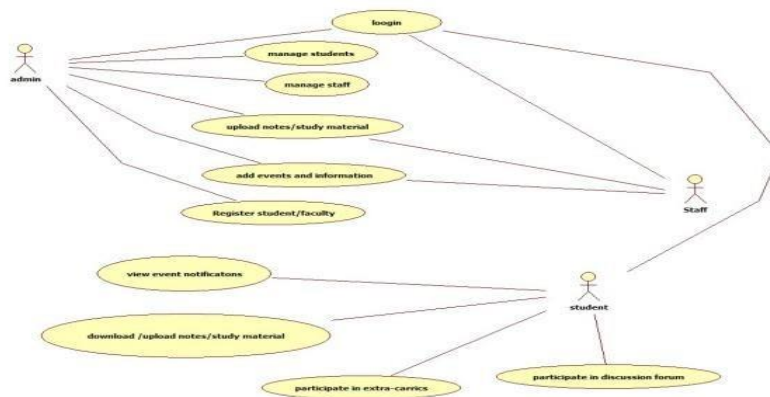 loogin
manage students
admin
manage staff
upload notes/study material
add events and information
Staff
Register student/faculty
view event notificatons
student
download /upload notes/study material
participate in discussion forum
participate in extra-carrics